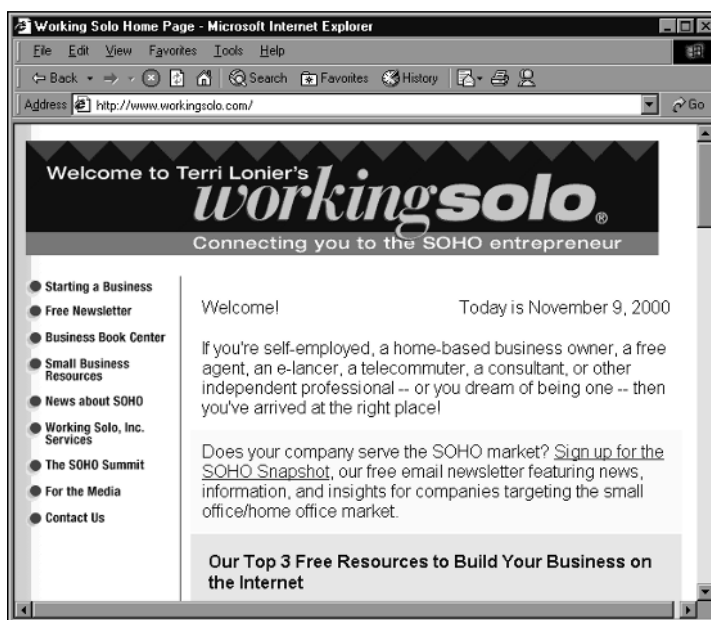 Working Solo Home Page - Microsoft Internet Explorer
File Edit View Favorites Tools Help
Back Search Favorites History
Address http://www.workingsolo.com/ Go
Welcome to Terri Lonier's
workingsolo®
Connecting you to the SOHO entrepreneur
Starting a Business
Free Newsletter
Business Book Center
Small Business
Resources
News about SOHO
Working Solo, Inc.
Services
The SOHO Summit
For the Media
Contact Us
Welcome! Today is November 9, 2000
If you're self-employed, a home-based business owner, a free
agent, an e-lancer, a telecommuter, a consultant, or other
independent professional -- or you dream of being one -- then
you've arrived at the right place!
Does your company serve the SOHO market? Sign up for the
SOHO Snapshot, our free email newsletter featuring news,
information, and insights for companies targeting the small
office/home office market.
Our Top 3 Free Resources to Build Your Business on
the Internet